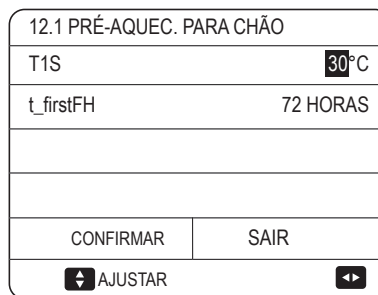 12.1 PRÉ-AQUEC. PARA CHÃO
T1S 30°C
t_firstFH 72 HORAS
CONFIRMAR SAIR
AJUSTAR